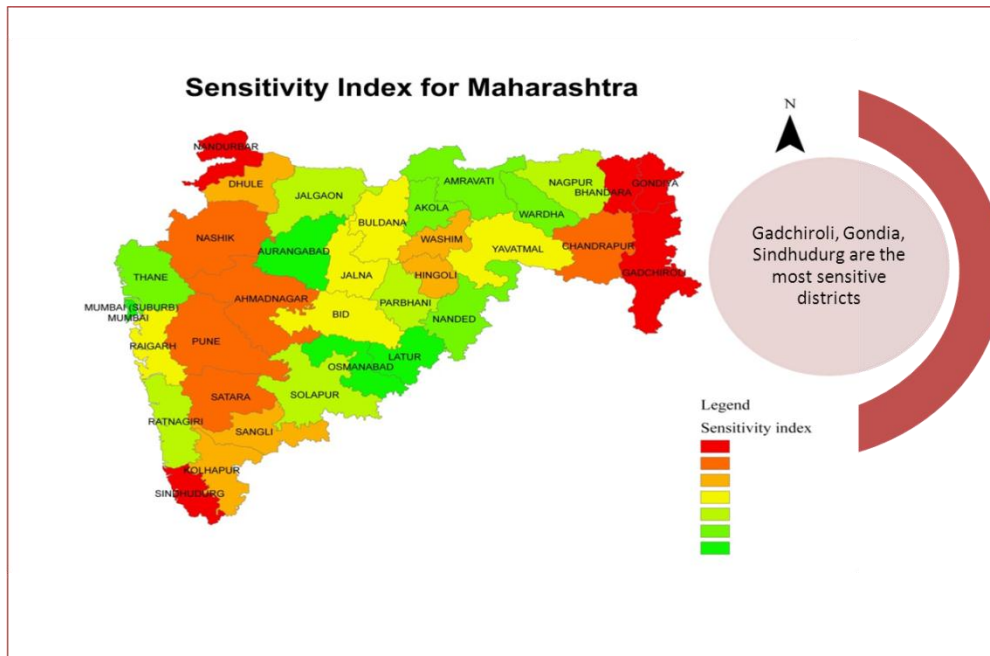 Sensitivity Index for Maharashtra
N
NANDURBAR
DHULE
JALGAON
AMRAVATI
NAGPUR
BHANDARA
GONDIYA
BULDANA
AKOLA
WARDHA
NASHIK
AURANGABAD
WASHIM
YAVATMAL
CHANDRAPUR
GADCHIROLI
THANE
JALNA
HINGOLI
AHMADNAGAR
PARBHANI
MUMBAI (SUBURB)
MUMBAI
BID
NANDED
RAIGARH
PUNE
LATUR
OSMANABAD
SATARA
SOLAPUR
RATNAGIRI
SANGLI
KOLHAPUR
SINDHUDURG
Gadchiroli, Gondia,
Sindhudurg are the
most sensitive
districts
Legend
Sensitivity index